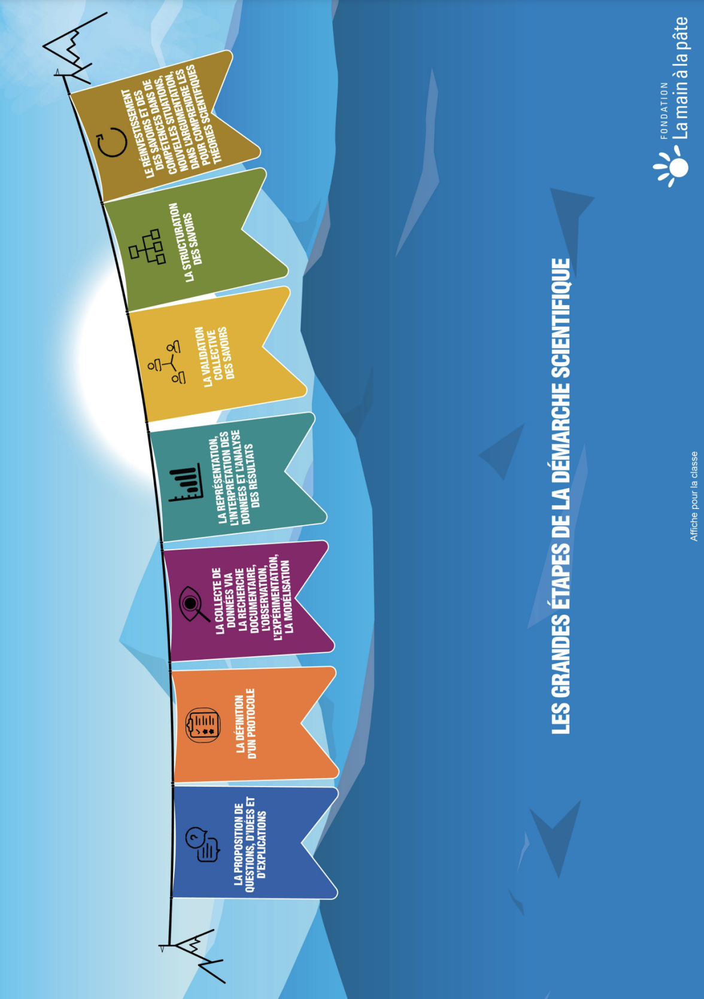 LA PROPOSITION DE
QUESTIONS, D'IDÉES ET
D'EXPLICATIONS
LA DÉFINITION
D'UN PROTOCOLE
LA COLLECTE DE
DONNÉES VIA
LA RECHERCHE
DOCUMENTAIRE,
L'OBSERVATION,
L'EXPÉRIMENTATION,
LA MODÉLISATION
LA REPRÉSENTATION,
L'INTERPRÉTATION DES
DONNÉES ET L'ANALYSE
DES RÉSULTATS
LA VALIDATION
COLLECTIVE
DES SAVOIRS
LA STRUCTURATION
DES SAVOIRS
LE RÉINVESTISSEMENT
DES SAVOIRS ET DES
COMPÉTENCES DANS DE
NOUVELLES SITUATIONS,
DANS L'ARGUMENTATION,
POUR COMPRENDRE LES
THÉORIES SCIENTIFIQUES
LES GRANDES ÉTAPES DE LA DÉMARCHE SCIENTIFIQUE
FONDATION
La main à la pâte
Affiche pour la classe